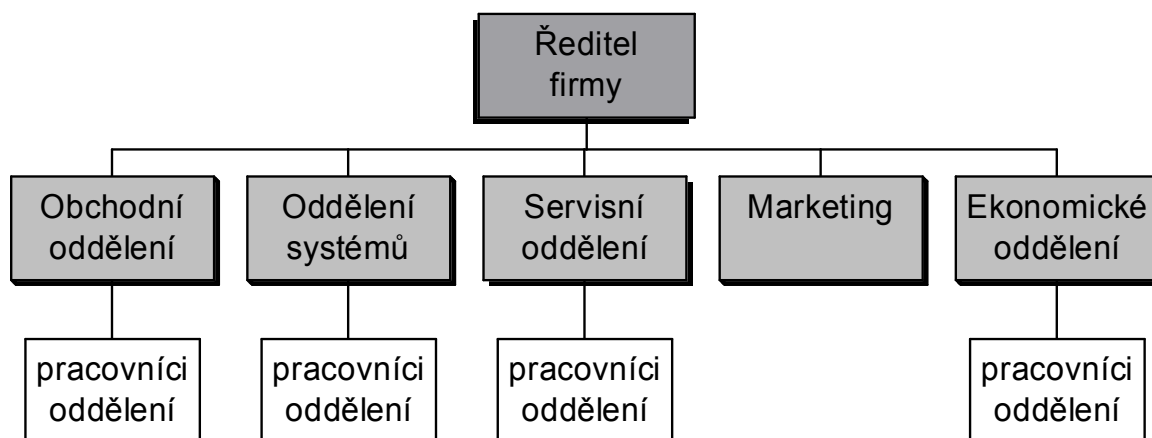 Ředitel
firmy
Obchodní
oddělení
Oddělení
systémů
Servisní
oddělení
Marketing
Ekonomické
oddělení
pracovníci
oddělení
pracovníci
oddělení
pracovníci
oddělení
pracovníci
oddělení